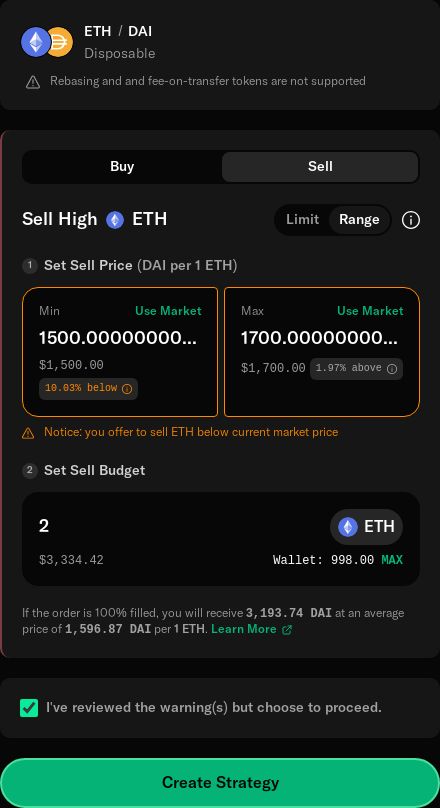 ETH / DAI
Disposable
Rebasing and and fee-on-transfer tokens are not supported
Buy
Sell
Sell High ETH
Limit
Range
1 Set Sell Price (DAI per 1 ETH)
Min
Use Market
1500.00000000...
$1,500.00
10.03% below
Max
Use Market
1700.00000000...
$1,700.00
1.97% above
Notice: you offer to sell ETH below current market price
2 Set Sell Budget
2
ETH
$3,334.42
Wallet: 998.00 MAX
If the order is 100% filled, you will receive 3,193.74 DAI at an average
price of 1,596.87 DAI per 1 ETH. Learn More
I've reviewed the warning(s) but choose to proceed.
Create Strategy